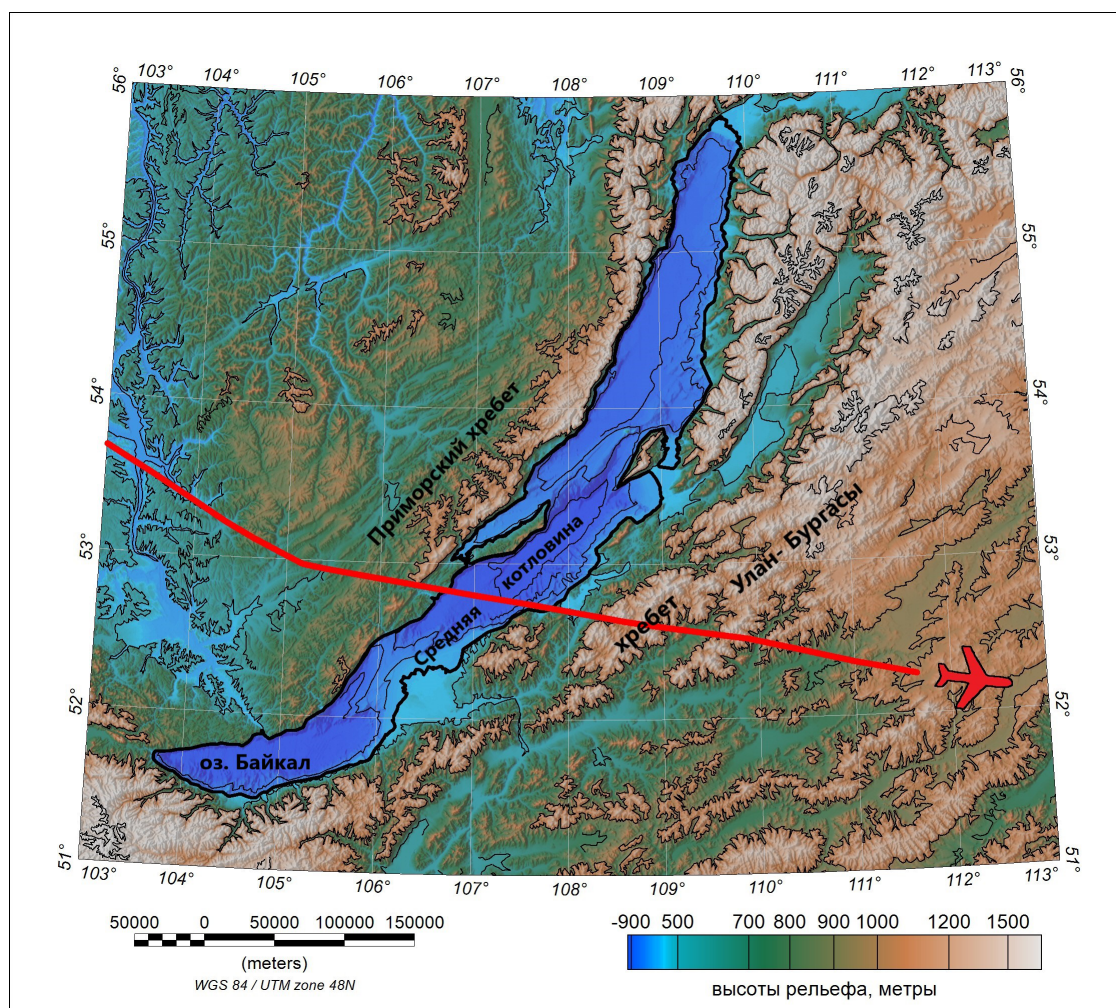 103° 104° 105° 106° 107° 108° 109° 110° 111° 112° 113°
56° 56°
55° 55°
54° 54°
Приморский хребет
53° 53°
котловина
Улан- Бургасы
Средняя
хребет
52° 52°
оз. Байкал
51° 51°
103° 104° 105° 106° 107° 108° 109° 110° 111° 112° 113°
50000 0 50000 100000 150000
(meters)
WGS 84 / UTM zone 48N
-900 500 700 800 900 1000 1200 1500
высоты рельефа, метры